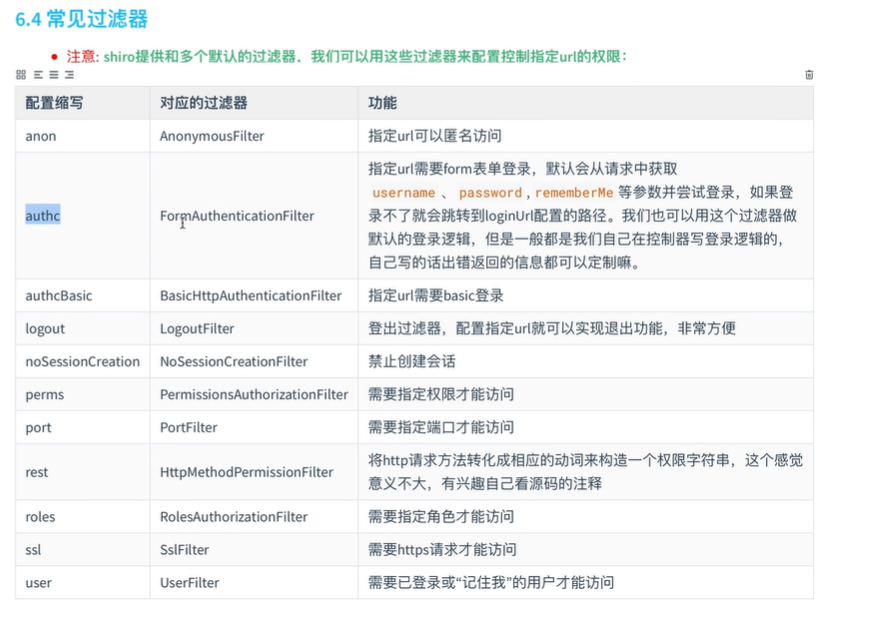 6.4 常见过滤器
注意: shiro提供和多个默认的过滤器，我们可以用这些过滤器来配置控制指定url的权限：
配置缩写 对应的过滤器 功能
anon AnonymousFilter 指定url可以匿名访问
指定url需要form表单登录，默认会从请求中获取
username 、 password , rememberMe 等参数并尝试登录，如果登
authc FormAuthenticationFilter 录不了就会跳转到loginUrl配置的路径。我们也可以用这个过滤器做
默认的登录逻辑，但是一般都是我们自己在控制器写登录逻辑的，
自己写的话出错返回的信息都可以定制嘛。
authcBasic BasicHttpAuthenticationFilter 指定url需要basic登录
logout LogoutFilter 登出过滤器，配置指定url就可以实现退出功能，非常方便
noSessionCreation NoSessionCreationFilter 禁止创建会话
perms PermissionsAuthorizationFilter 需要指定权限才能访问
port PortFilter 需要指定端口才能访问
将http请求方法转化成相应的动词来构造一个权限字符串，这个感觉
rest HttpMethodPermissionFilter 意义不大，有兴趣自己看源码的注释
roles RolesAuthorizationFilter 需要指定角色才能访问
ssl SslFilter 需要https请求才能访问
user UserFilter 需要已登录或“记住我”的用户才能访问